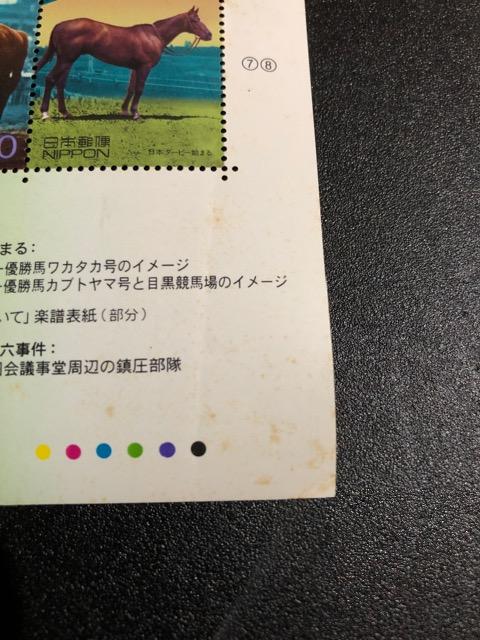 ⑦⑧
0
日本郵便
NIPPON
日本ダービー始まる
まる:
優勝馬ワカタカ号のイメージ
優勝馬カブトヤマ号と目黒競馬場のイメージ
いて」楽譜表紙(部分)
六事件:
会議事堂周辺の鎮圧部隊